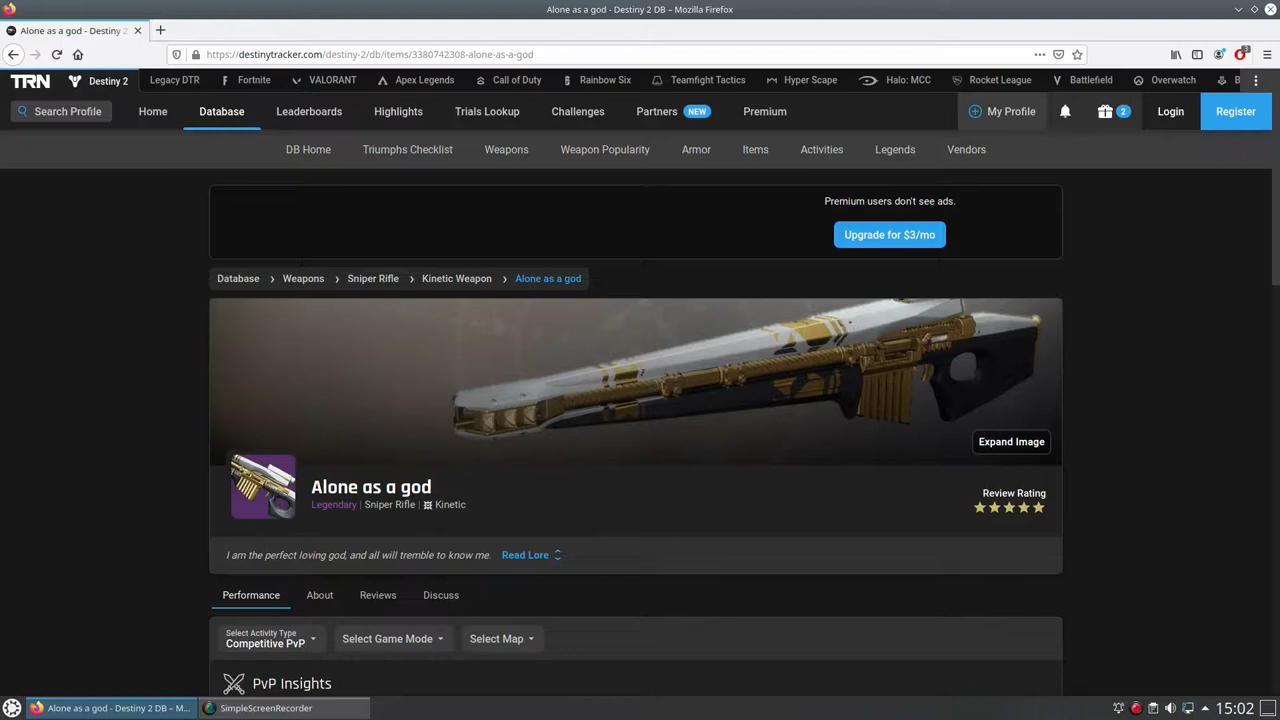 Alone as a god - Destiny 2 DB – Mozilla Firefox
Alone as a god - Destiny 2
https://destinytracker.com/destiny-2/db/items/3380742308-alone-as-a-god
TRN Destiny 2 Legacy DTR Fortnite VALORANT Apex Legends Call of Duty Rainbow Six Teamfight Tactics Hyper Scape Halo: MCC Rocket League Battlefield Overwatch B
Search Profile Home Database Leaderboards Highlights Trials Lookup Challenges Partners NEW Premium My Profile 2 Login Register
DB Home Triumphs Checklist Weapons Weapon Popularity Armor Items Activities Legends Vendors
Premium users don't see ads.
Upgrade for $3/mo
Database › Weapons › Sniper Rifle › Kinetic Weapon › Alone as a god
Expand Image
Alone as a god
Legendary | Sniper Rifle | Kinetic
Review Rating
I am the perfect loving god, and all will tremble to know me. Read Lore
Performance About Reviews Discuss
Select Activity Type
Competitive PvP
Select Game Mode Select Map
PvP Insights
Alone as a god - Destiny 2 DB – M... SimpleScreenRecorder 15:02